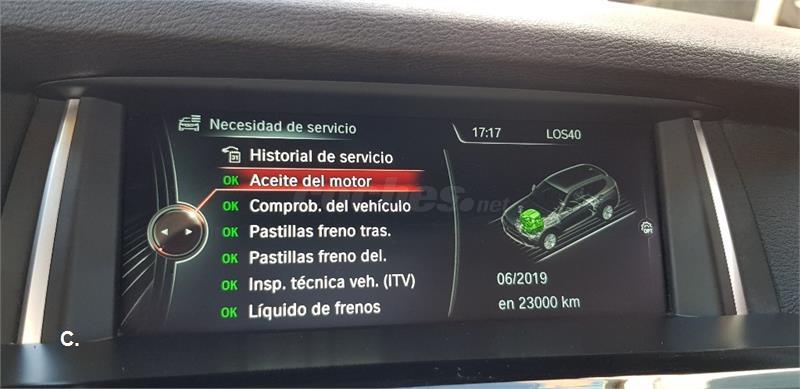 Necesidad de servicio
17:17 LOS40
31 Historial de servicio
OK Aceite del motor
OK Comprob. del vehículo
OK Pastillas freno tras.
OK Pastillas freno del.
OK Insp. técnica veh. (ITV)
OK Líquido de frenos
OPT
06/2019
en 23000 km
C.